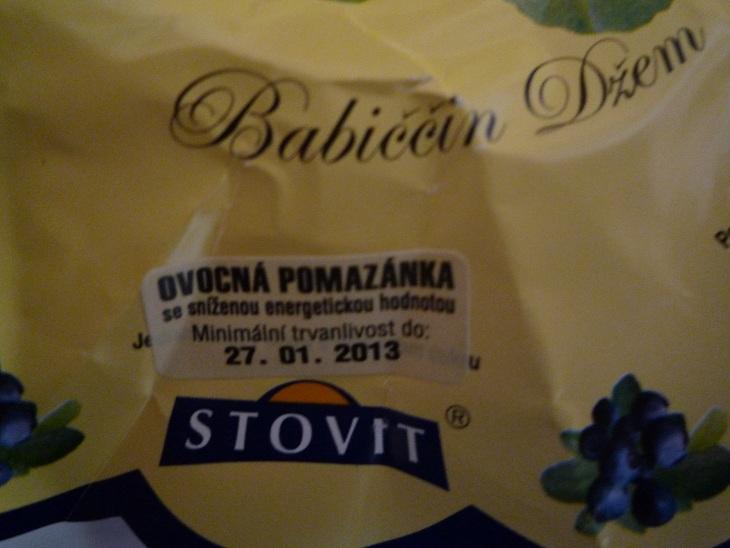 Babiččin Džem
OVOCNÁ POMAZÁNKA
se sníženou energetickou hodnotou
Minimální trvanlivost do:
27. 01. 2013
STOVIT ®